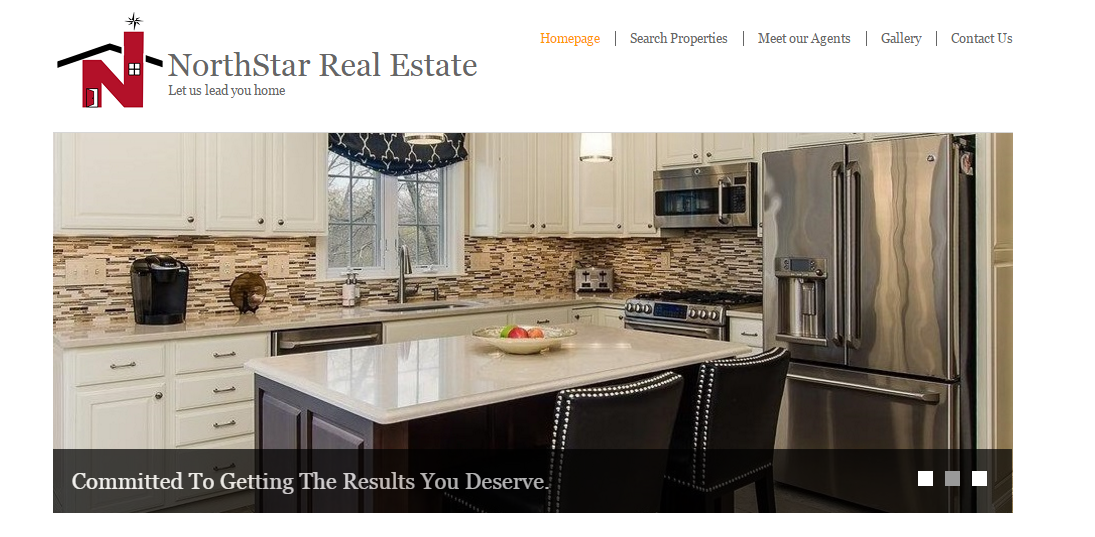 Homepage
Search Properties
Meet our Agents
Gallery
Contact Us
NorthStar Real Estate
Let us lead you home
Committed To Getting The Results You Deserve.